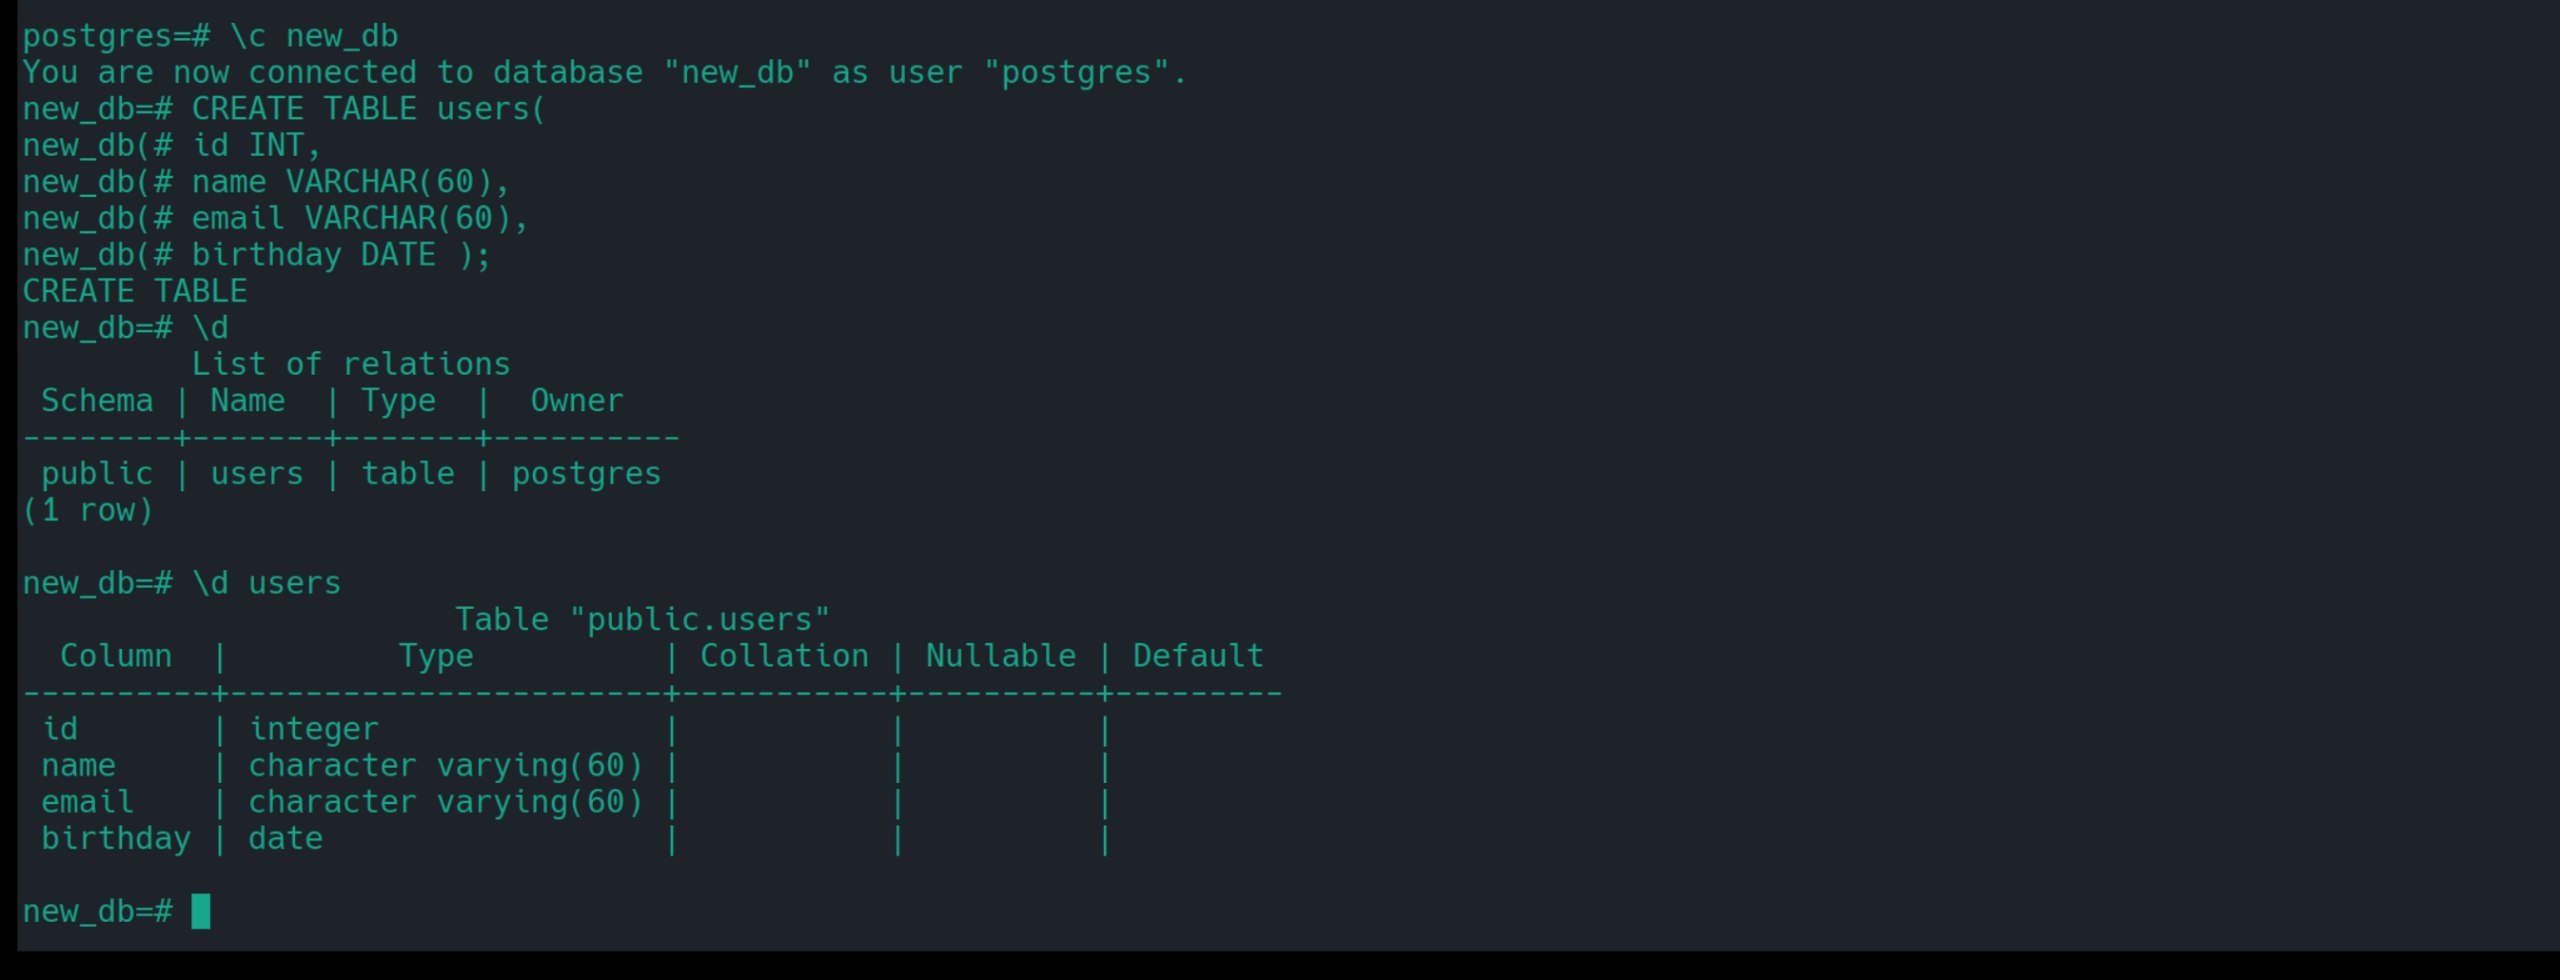 postgres=# \c new_db
You are now connected to database "new_db" as user "postgres".
new_db=# CREATE TABLE users(
new_db(# id INT,
new_db(# name VARCHAR(60),
new_db(# email VARCHAR(60),
new_db(# birthday DATE );
CREATE TABLE
new_db=# \d
         List of relations
 Schema | Name  | Type  |  Owner
--------+-------+-------+----------
 public | users | table | postgres
(1 row)

new_db=# \d users
                       Table "public.users"
  Column  |         Type          | Collation | Nullable | Default
----------+-----------------------+-----------+----------+---------
 id       | integer               |           |          |
 name     | character varying(60) |           |          |
 email    | character varying(60) |           |          |
 birthday | date                  |           |          |

new_db=#